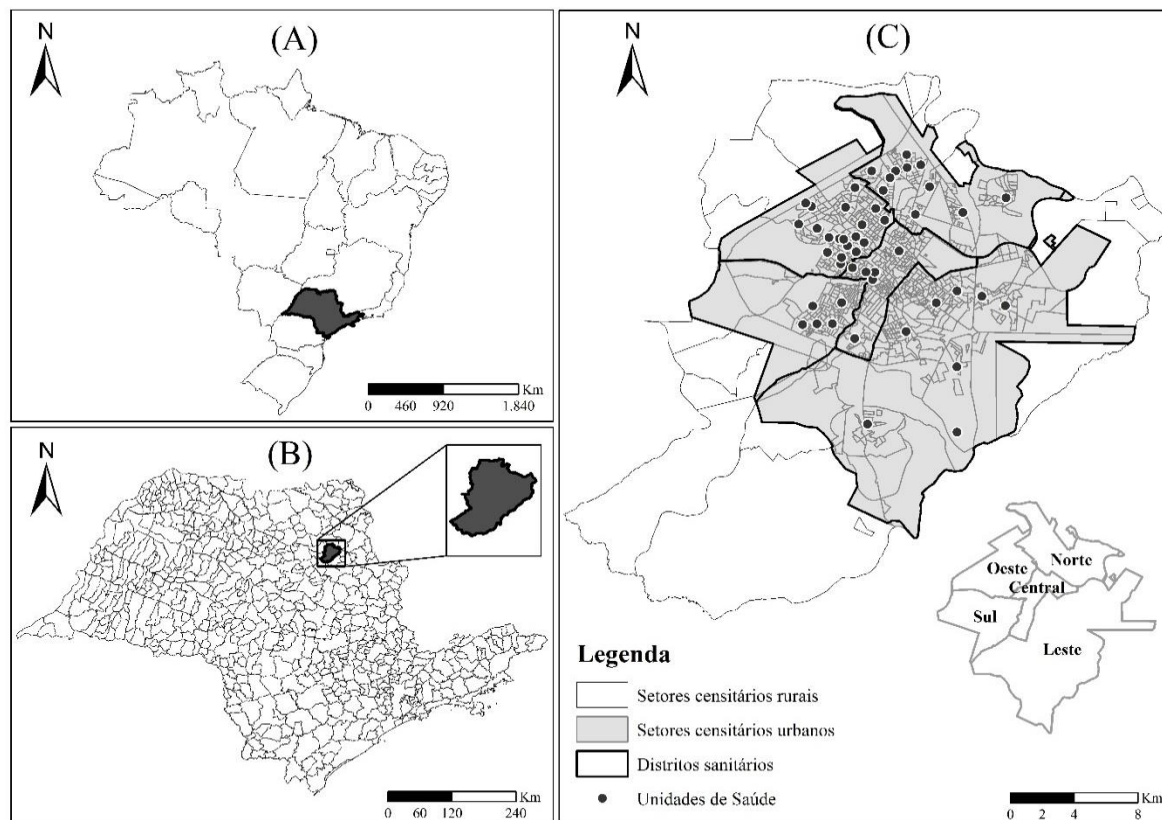 N
(A)
Km
0 460 920 1.840
N
(B)
Km
0 60 120 240
N
(C)
Norte
Oeste
Central
Sul
Leste
Legenda
Setores censitários rurais
Setores censitários urbanos
Distritos sanitários
Unidades de Saúde
Km
0 2 4 8